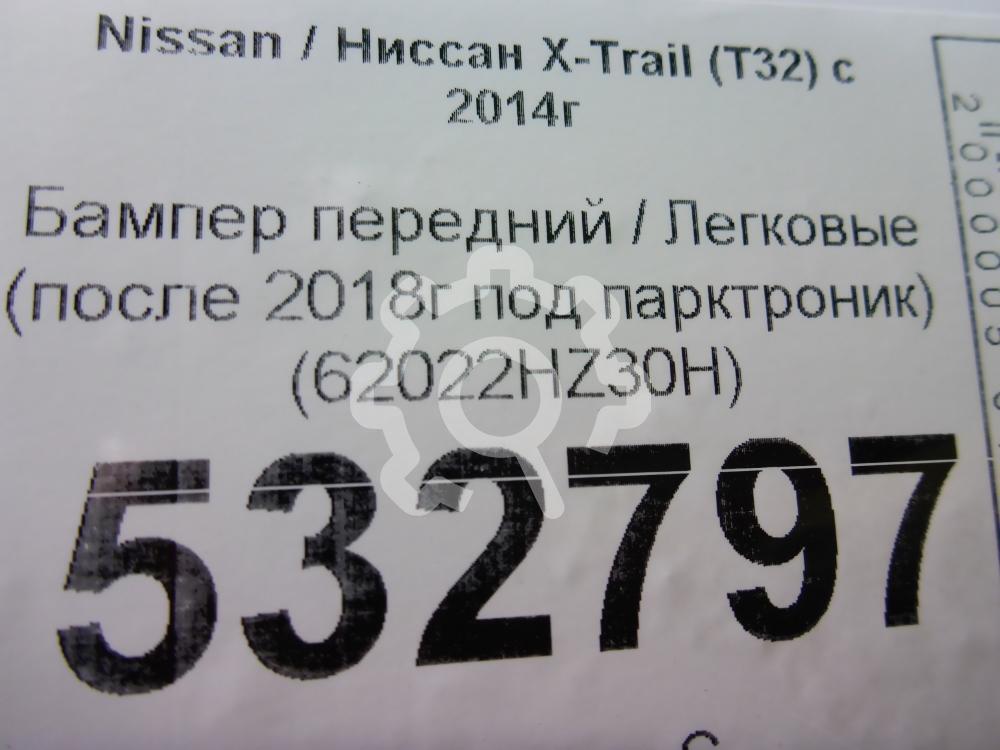 Nissan / Ниссан X-Trail (T32) с
2014г
Бампер передний / Легковые
(после 2018г под парктроник)
(62022HZ30H)
532797